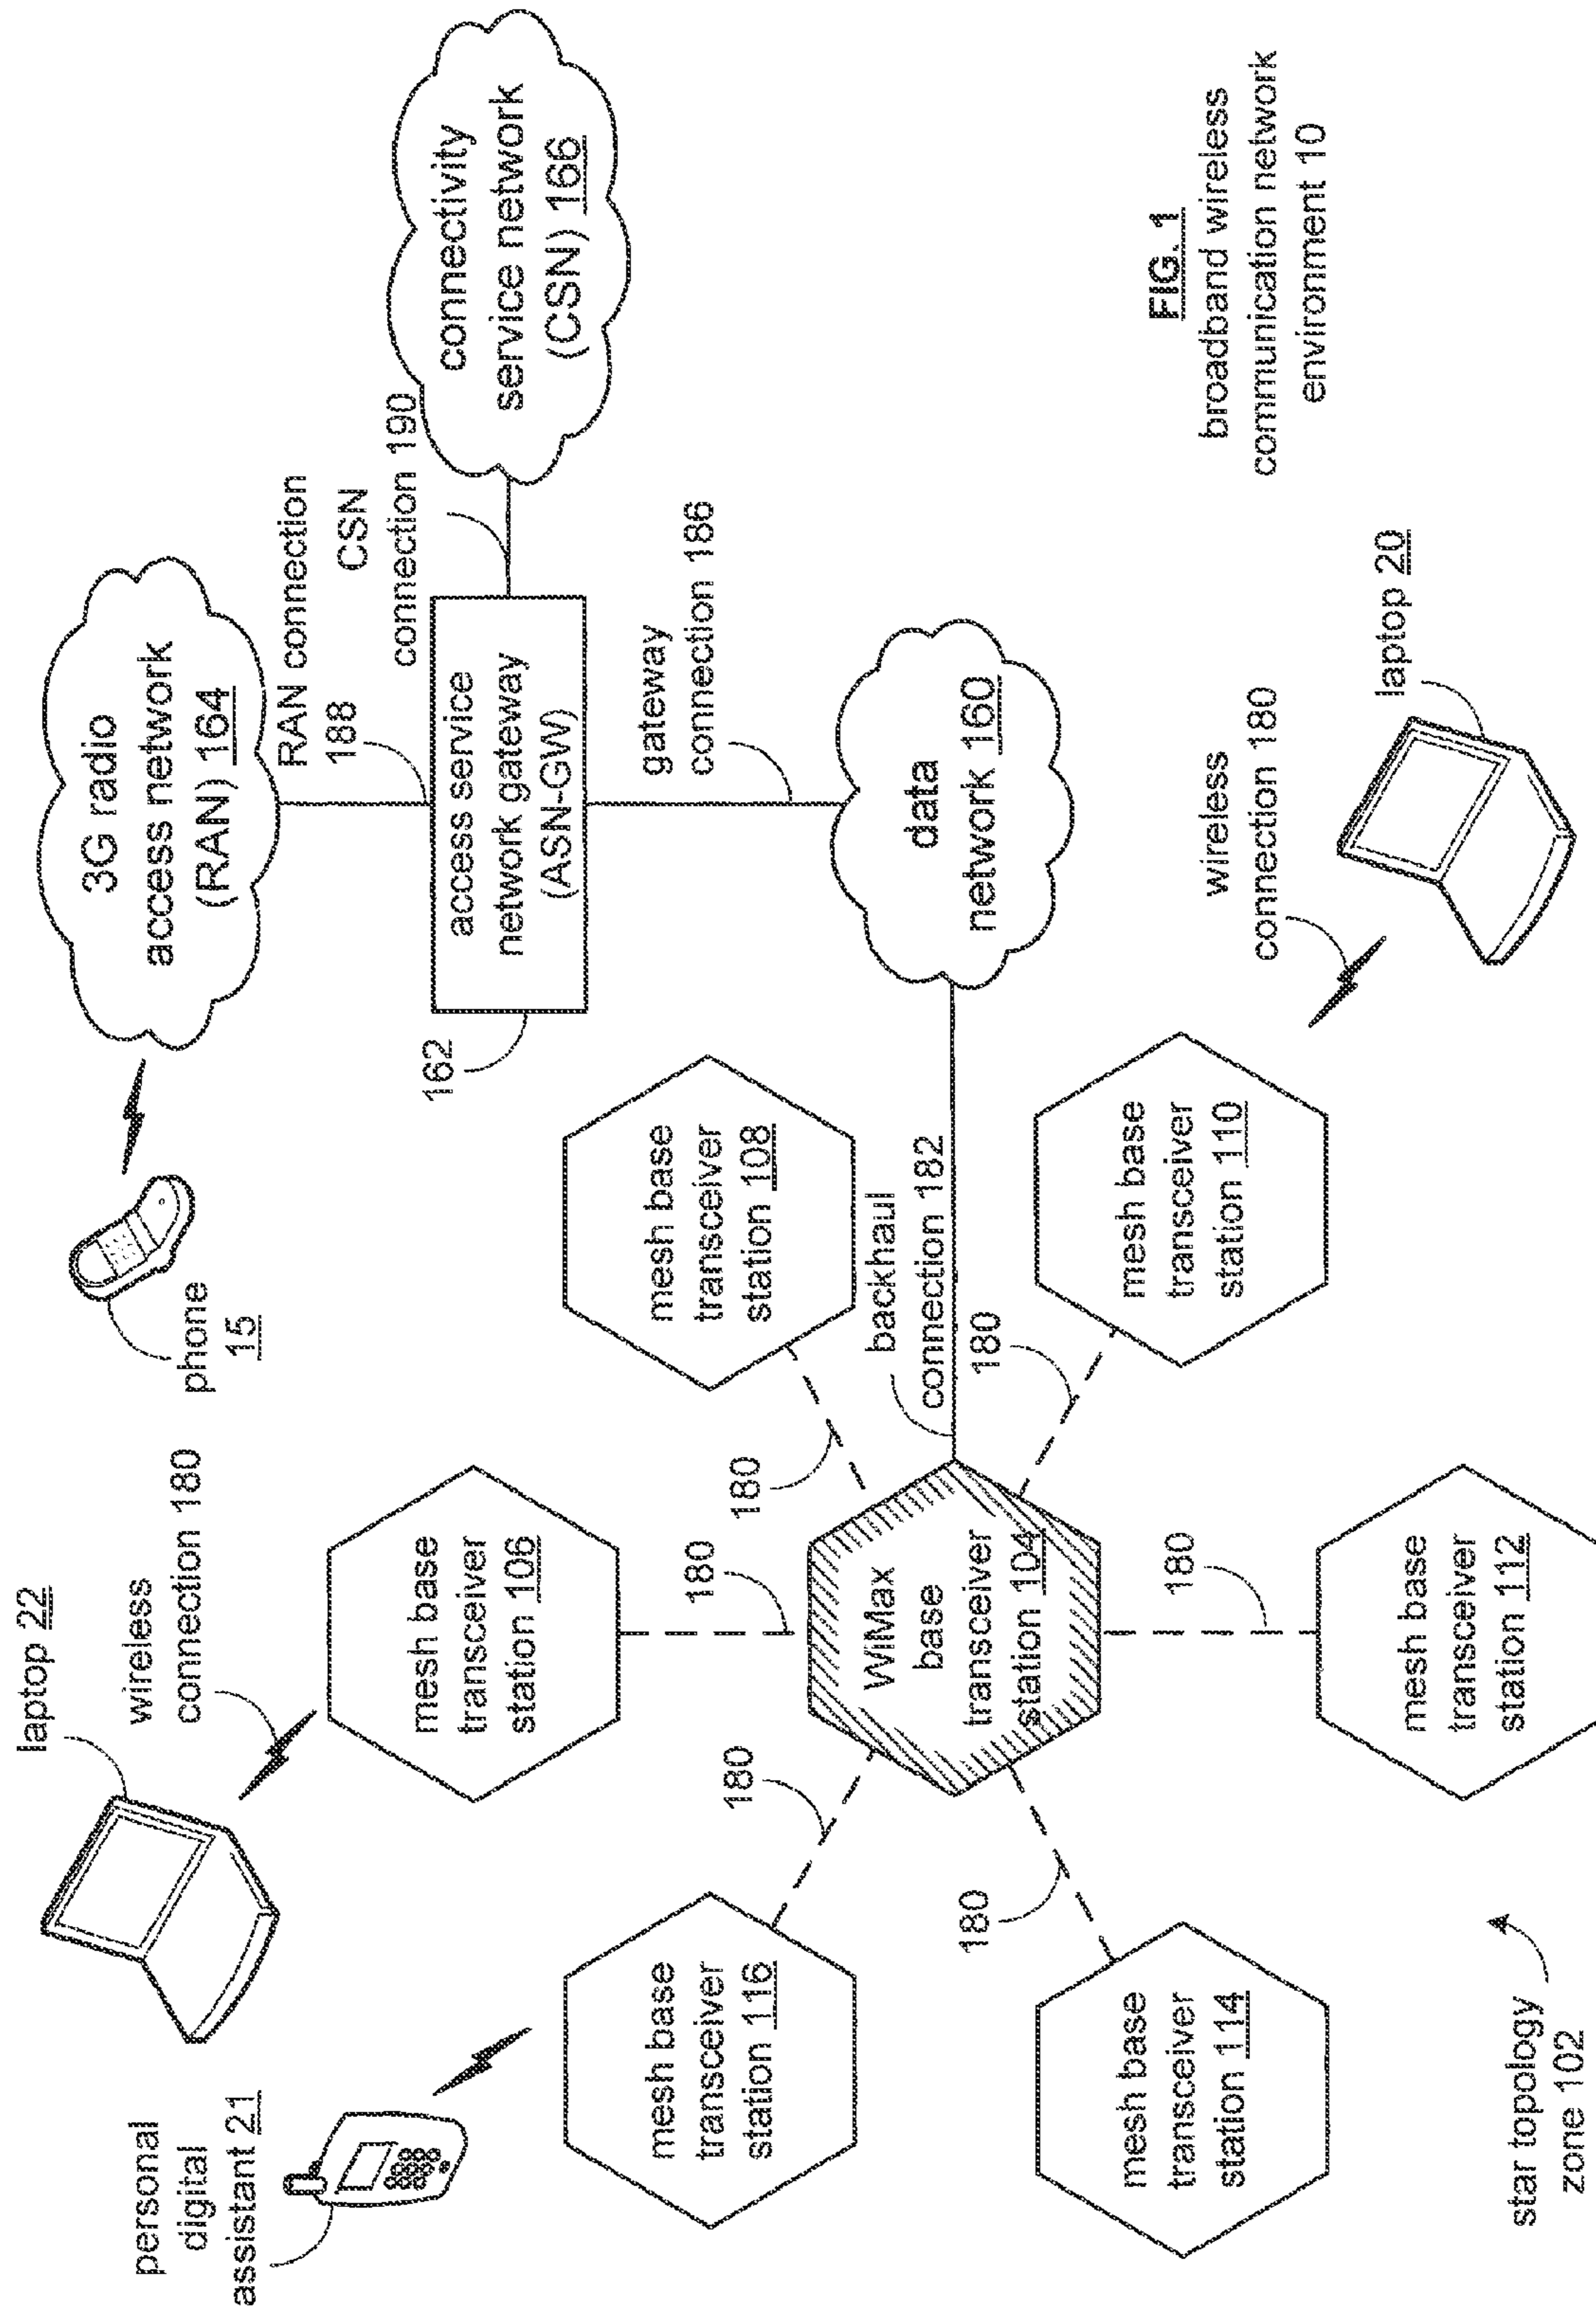 laptop 22
wireless
connection 180
personal
digital
assistant 21
phone
15
3G radio
access network
(RAN) 164
RAN connection
188
CSN
connection 190
connectivity
service network
(CSN) 166
access service
network gateway
(ASN-GW)
162
gateway
connection 186
data
network 160
mesh base
transceiver
station 106
mesh base
transceiver
station 108
mesh base
transceiver
station 116
180
180
180
backhaul
connection 182
WiMax
base
transceiver
station 104
180
180
180
mesh base
transceiver
station 110
mesh base
transceiver
station 114
mesh base
transceiver
station 112
wireless
connection 180
laptop 20
star topology
zone 102
FIG. 1
broadband wireless
communication network
environment 10